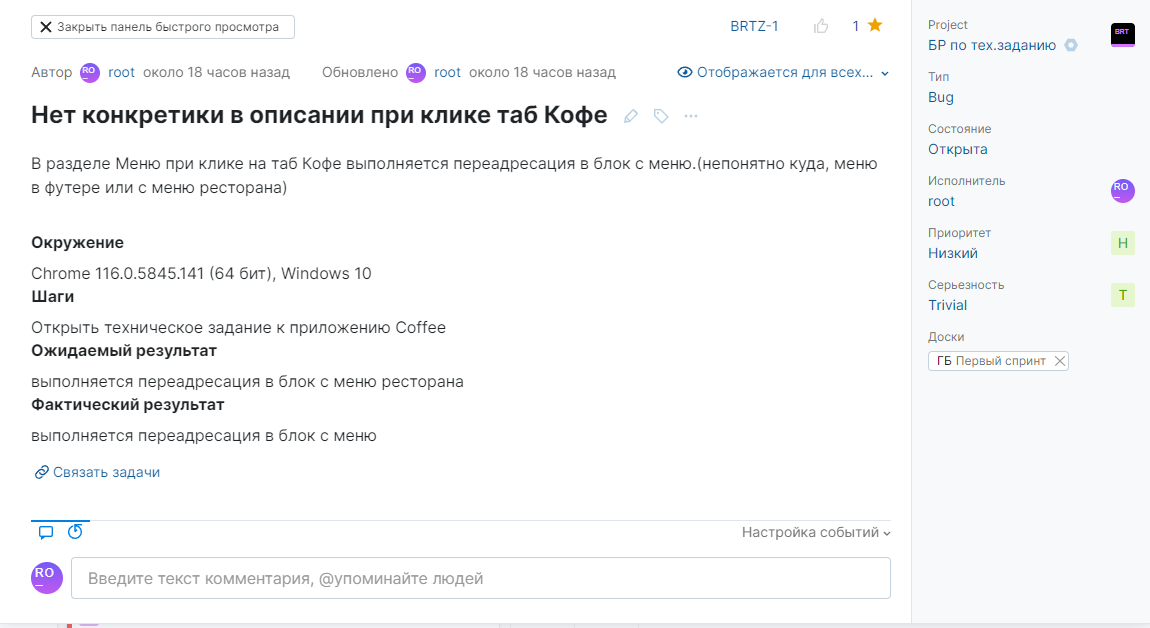 Закрыть панель быстрого просмотра
BRTZ-1
1
Автор RO root около 18 часов назад Обновлено RO root около 18 часов назад Отображается для всех...
Нет конкретики в описании при клике таб Кофе
В разделе Меню при клике на таб Кофе выполняется переадресация в блок с меню.(непонятно куда, меню
в футере или с меню ресторана)
Окружение
Chrome 116.0.5845.141 (64 бит), Windows 10
Шаги
Открыть техническое задание к приложению Coffee
Ожидаемый результат
выполняется переадресация в блок с меню ресторана
Фактический результат
выполняется переадресация в блок с меню
Связать задачи
Настройка событий
RO
Введите текст комментария, @упоминайте людей
Project
БР по тех.заданию
BRT
Тип
Bug
Состояние
Открыта
Исполнитель
root
RO
Приоритет
Низкий
Н
Серьезность
Trivial
T
Доски
ГБ Первый спринт